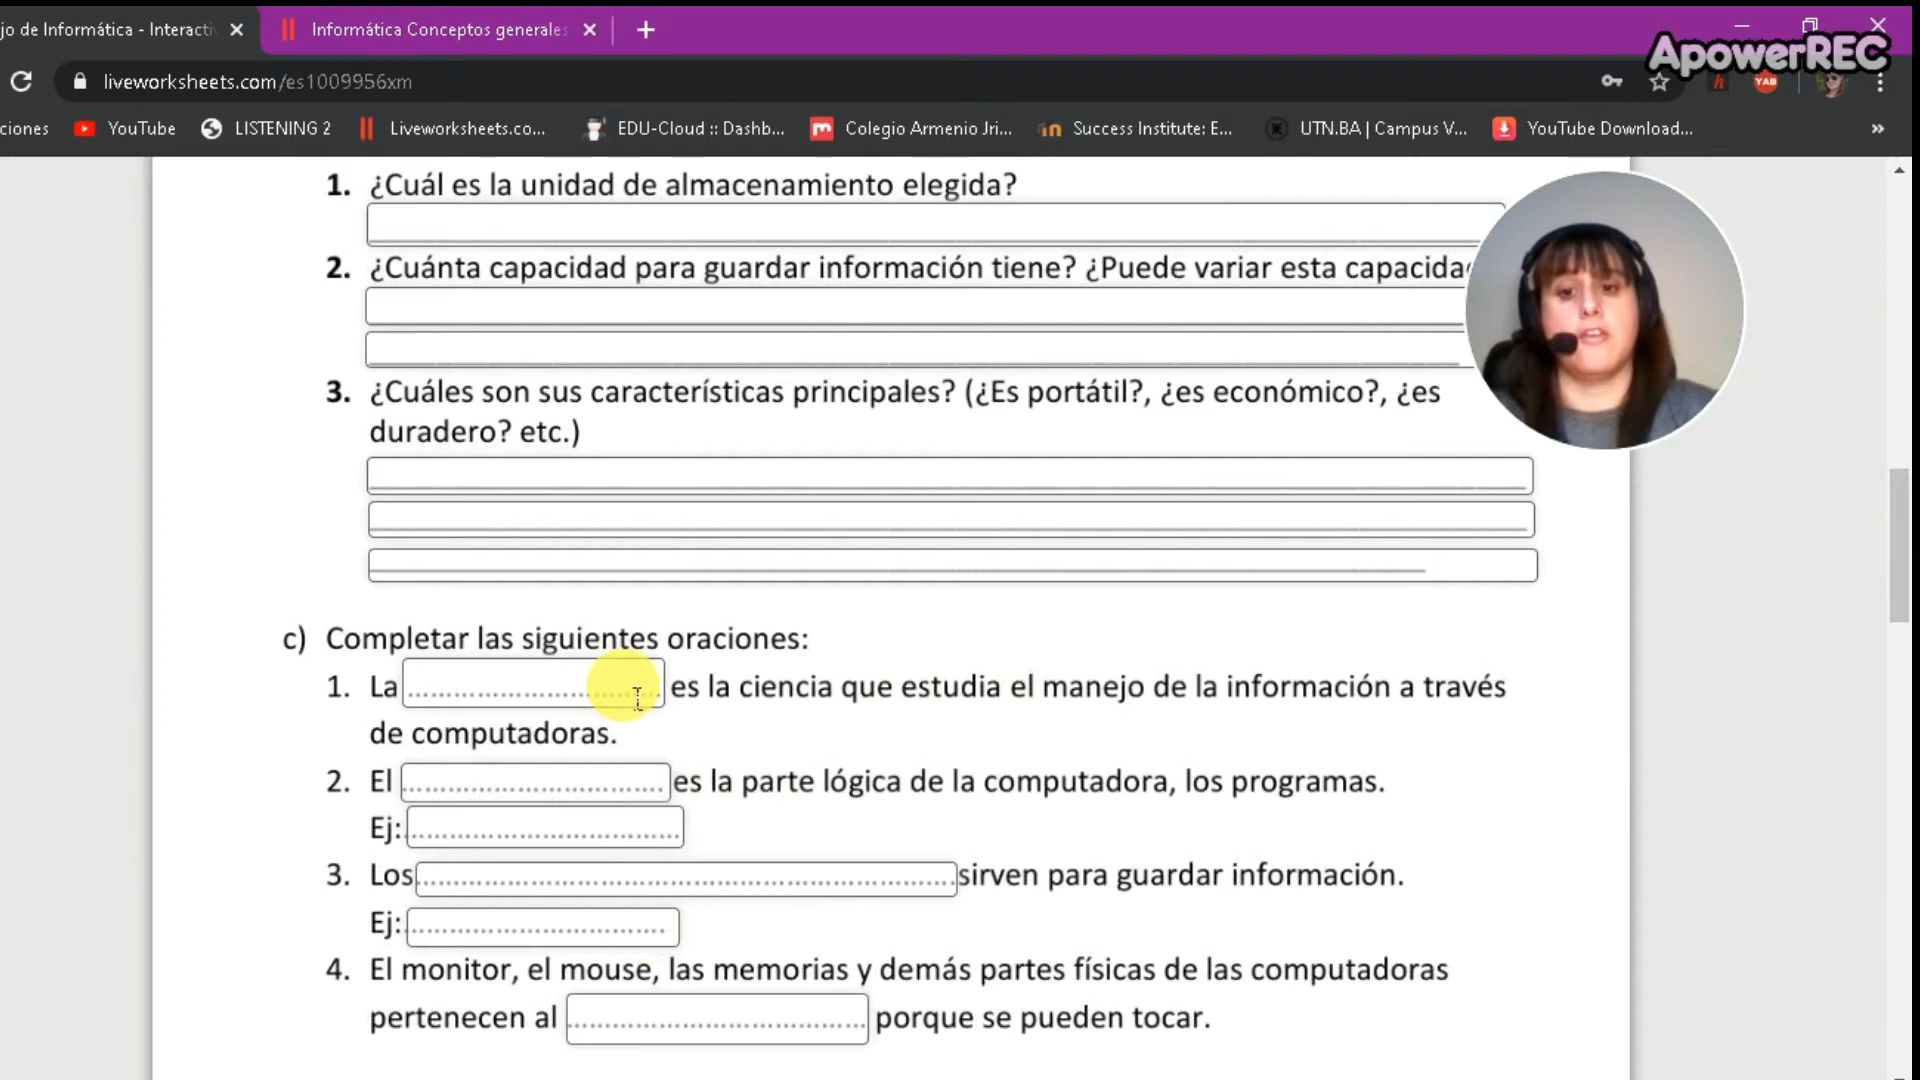 jo de Informática - Interacti
Informática Conceptos generales
ApowerREC
liveworksheets.com/es1009956xm
YAB
ciones
YouTube
LISTENING 2
Liveworksheets.co...
EDU-Cloud :: Dashb...
Colegio Armenio Jri...
Success Institute: E...
UTN.BA | Campus V...
YouTube Download...
»
1. ¿Cuál es la unidad de almacenamiento elegida?
2. ¿Cuánta capacidad para guardar información tiene? ¿Puede variar esta capacidad
3. ¿Cuáles son sus características principales? (¿Es portátil?, ¿es económico?, ¿es
duradero? etc.)
c) Completar las siguientes oraciones:
1. La .............................. es la ciencia que estudia el manejo de la información a través
de computadoras.
2. El .............................. es la parte lógica de la computadora, los programas.
Ej: ..............................
3. Los............................................................sirven para guardar información.
Ej: ..............................
4. El monitor, el mouse, las memorias y demás partes físicas de las computadoras
pertenecen al .................................. porque se pueden tocar.